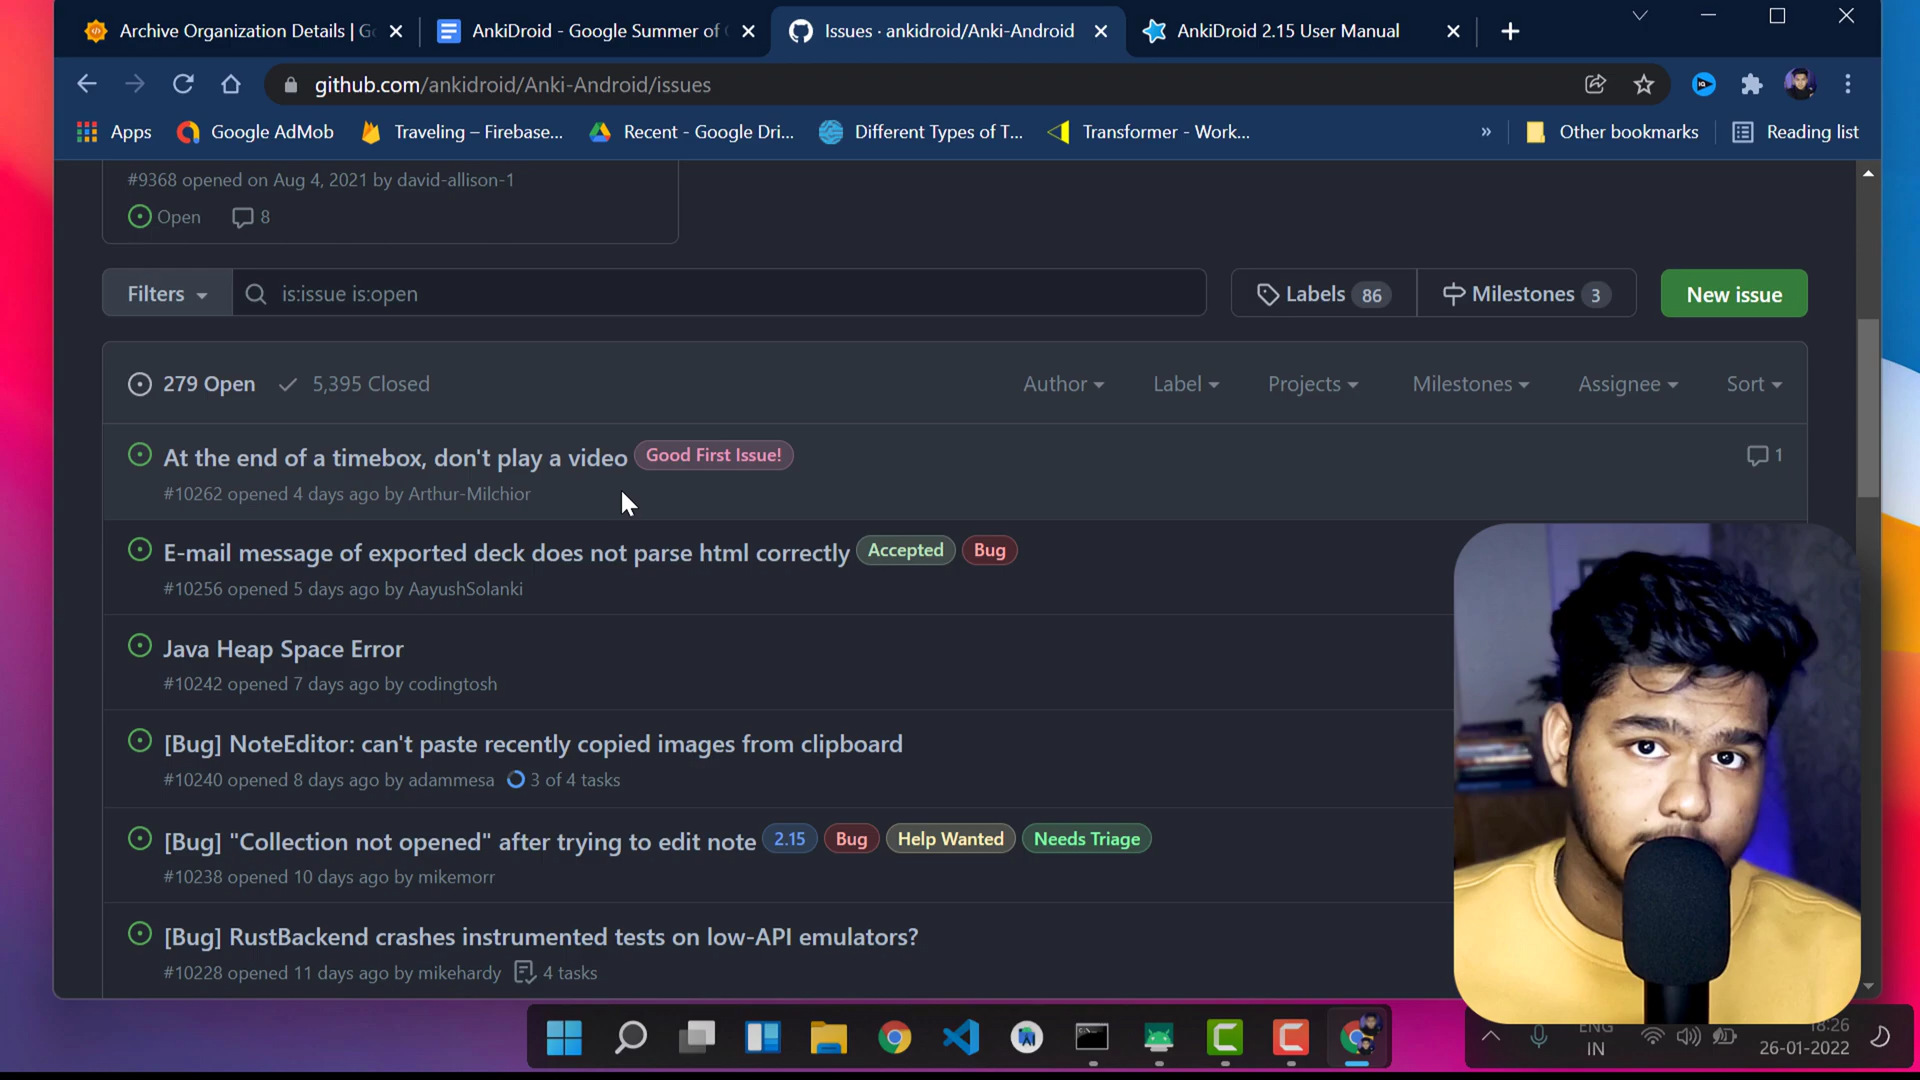 Archive Organization Details | G
AnkiDroid - Google Summer of
Issues · ankidroid/Anki-Android
AnkiDroid 2.15 User Manual
github.com/ankidroid/Anki-Android/issues
Apps
Google AdMob
Traveling – Firebase...
Recent - Google Dri...
Different Types of T...
Transformer - Work...
»
Other bookmarks
Reading list
#9368 opened on Aug 4, 2021 by david-allison-1
Open 8
Filters
is:issue is:open
Labels 86
Milestones 3
New issue
279 Open
5,395 Closed
Author
Label
Projects
Milestones
Assignee
Sort
At the end of a timebox, don't play a video Good First Issue!
1
#10262 opened 4 days ago by Arthur-Milchior
E-mail message of exported deck does not parse html correctly Accepted Bug
#10256 opened 5 days ago by AayushSolanki
Java Heap Space Error
#10242 opened 7 days ago by codingtosh
[Bug] NoteEditor: can't paste recently copied images from clipboard
#10240 opened 8 days ago by adammesa 3 of 4 tasks
[Bug] "Collection not opened" after trying to edit note 2.15 Bug Help Wanted Needs Triage
#10238 opened 10 days ago by mikemorr
[Bug] RustBackend crashes instrumented tests on low-API emulators?
#10228 opened 11 days ago by mikehardy 4 tasks
ENG
IN
18:26
26-01-2022